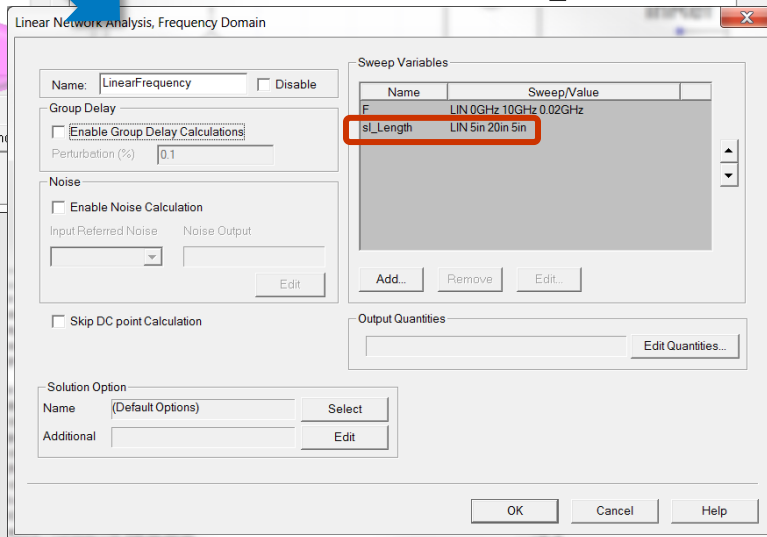 Linear Network Analysis, Frequency Domain
Name: LinearFrequency Disable
Group Delay
Enable Group Delay Calculations
Perturbation (%) 0.1
Noise
Enable Noise Calculation
Input Referred Noise Noise Output
Edit
Skip DC point Calculation
Solution Option
Name (Default Options) Select
Additional Edit
Sweep Variables
Name Sweep/Value
F LIN 0GHz 10GHz 0.02GHz
sl_Length LIN 5in 20in 5in
Add... Remove Edit...
Output Quantities
Edit Quantities...
OK Cancel Help